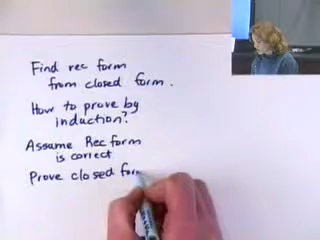 Find rec form
from closed form.
How to prove by
induction?
Assume Rec form
is correct
Prove closed for